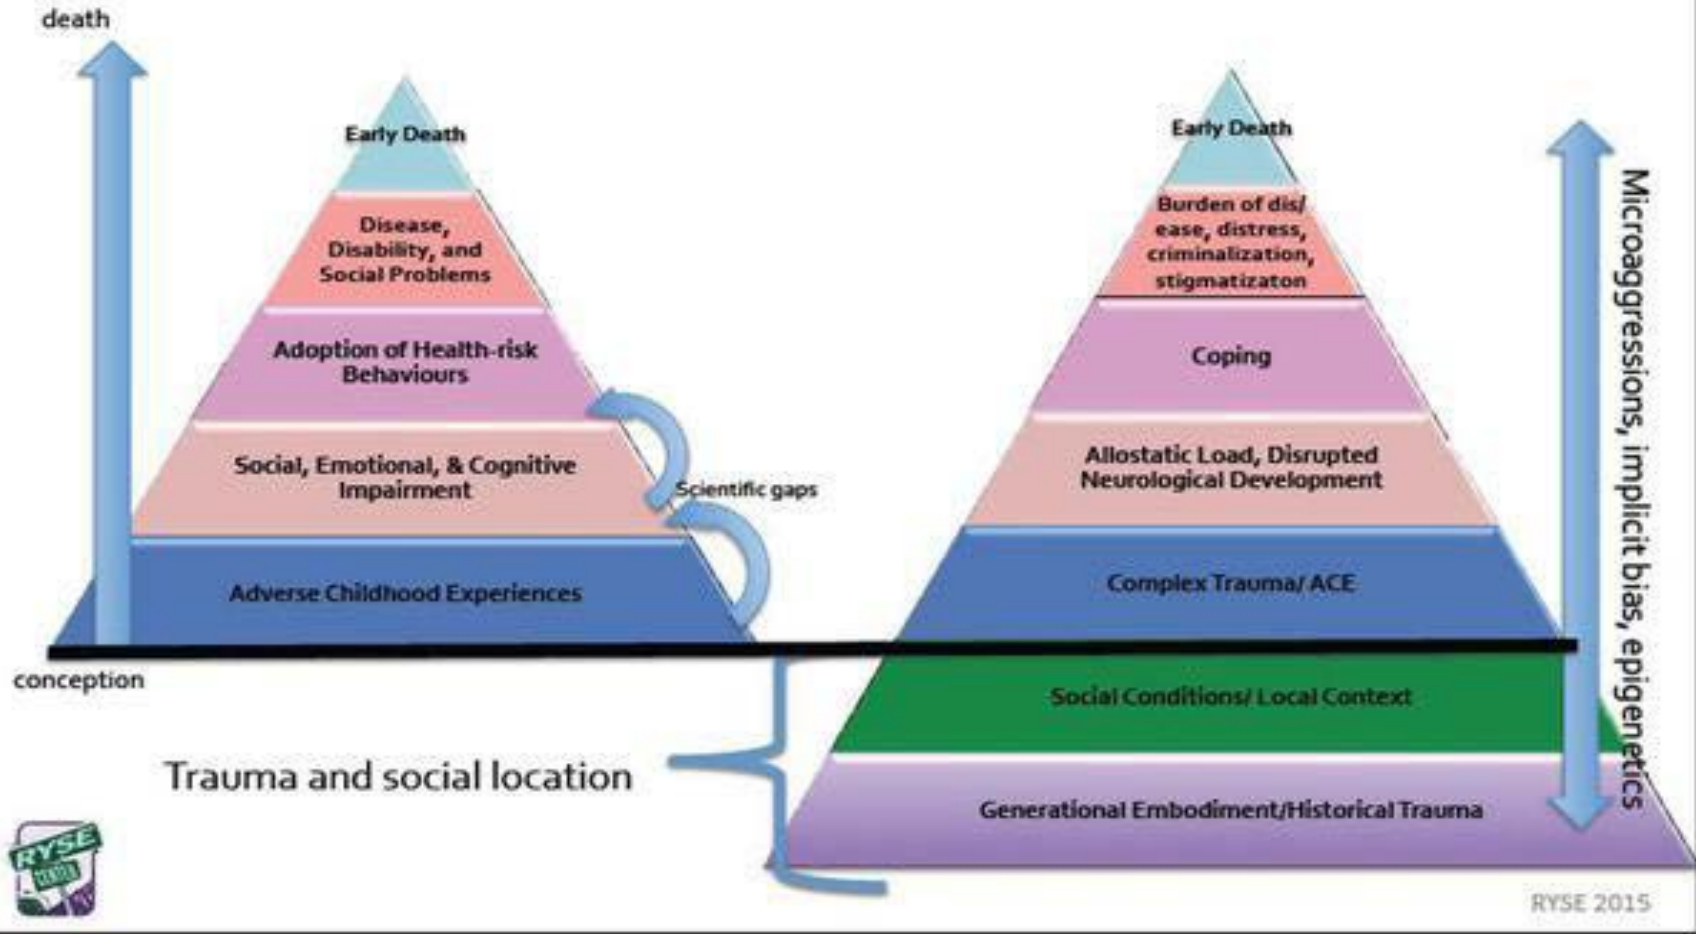 death
Early Death
Disease,
Disability, and
Social Problems
Adoption of Health-risk
Behaviours
Social, Emotional, & Cognitive
Impairment
Scientific gaps
Adverse Childhood Experiences
conception
Trauma and social location
RYSE
CENTER
Early Death
Burden of dis/
ease, distress,
criminalization,
stigmatizaton
Coping
Allostatic Load, Disrupted
Neurological Development
Complex Trauma/ ACE
Social Conditions/ Local Context
Generational Embodiment/Historical Trauma
Microaggressions, implicit bias, epigenetics
RYSE 2015